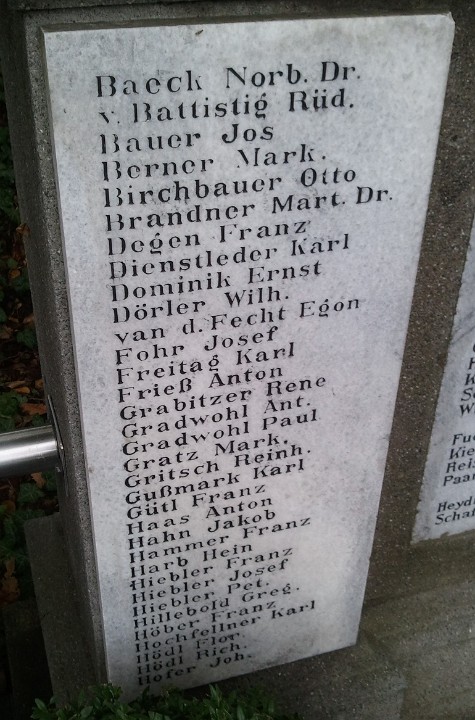 Baeck Norb. Dr.
v. Battistig Rüd.
Bauer Jos
Berner Mark.
Birchbauer Otto
Brandner Mart. Dr.
Degen Franz
Dienstleder Karl
Dominik Ernst
Dörler Wilh.
van d. Fecht Egon
Fohr Josef
Freitag Karl
Frieß Anton
Grabitzer Rene
Gradwohl Ant.
Gradwohl Paul
Gratz Mark.
Gritsch Reinh.
Gußmark Karl
Gütl Franz
Haas Anton
Hahn Jakob
Hammer Franz
Harb Hein
Hiebler Franz
Hiebler Josef
Hiebler Pet.
Hillebold Greg.
Höber Franz
Hochfellner Karl
Hödl Flor.
Hödl Rich.
Hofer Joh.